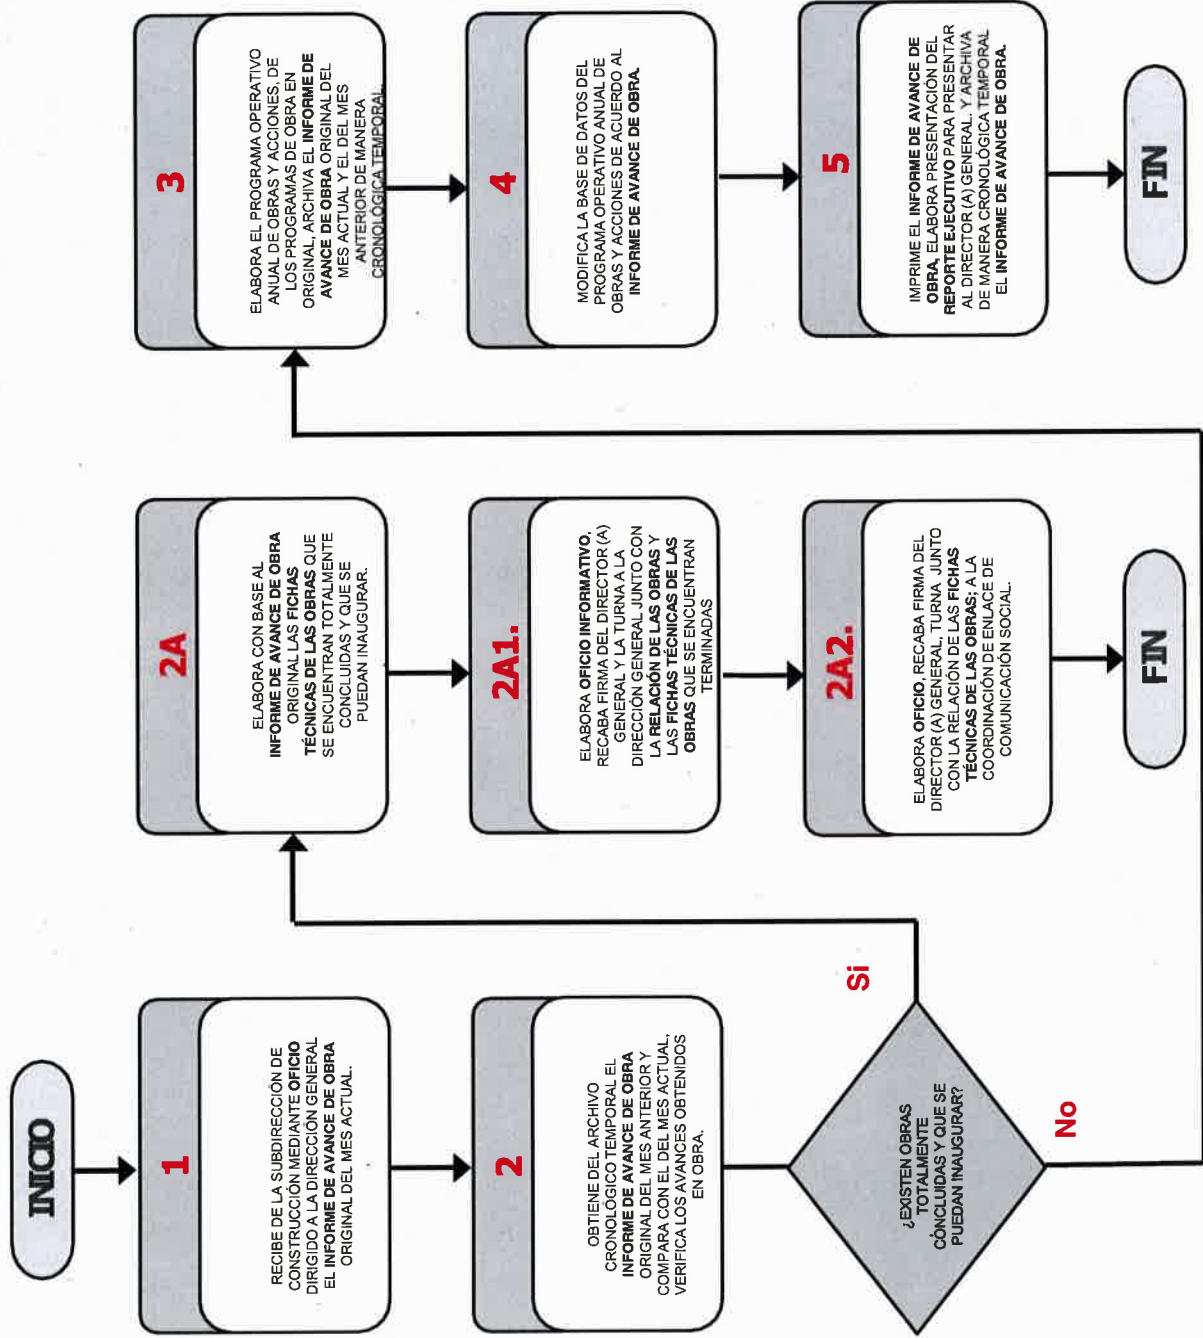 INICIO
1
RECIBE DE LA SUBDIRECCIÓN DE
CONSTRUCCIÓN MEDIANTE OFICIO
DIRIGIDO A LA DIRECCIÓN GENERAL
EL INFORME DE AVANCE DE OBRA
ORIGINAL DEL MES ACTUAL.
2
OBTIENE DEL ARCHIVO
CRONOLÓGICO TEMPORAL EL
INFORME DE AVANCE DE OBRA
ORIGINAL DEL MES ANTERIOR Y
COMPARA CON EL DEL MES ACTUAL,
VERIFICA LOS AVANCES OBTENIDOS
EN OBRA.
¿EXISTEN OBRAS
TOTALMENTE
CÓNCLUIDAS Y QUE SE
PUEDAN INAUGURAR?
Si
No
2A
ELABORA CON BASE AL
INFORME DE AVANCE DE OBRA
ORIGINAL LAS FICHAS
TÉCNICAS DE LAS OBRAS QUE
SE ENCUENTRAN TOTALMENTE
CONCLUIDAS Y QUE SE
PUEDAN INAUGURAR.
2A1.
ELABORA OFICIO INFORMATIVO,
RECABA FIRMA DEL DIRECTOR (A)
GENERAL Y LA TURNA A LA
DIRECCIÓN GENERAL JUNTO CON
LA RELACIÓN DE LAS OBRAS Y
LAS FICHAS TÉCNICAS DE LAS
OBRAS QUE SE ENCUENTRAN
TERMINADAS
2A2.
ELABORA OFICIO, RECABA FIRMA DEL
DIRECTOR (A) GENERAL, TURNA JUNTO
CON LA RELACIÓN DE LAS FICHAS
TÉCNICAS DE LAS OBRAS; A LA
COORDINACIÓN DE ENLACE DE
COMUNICACIÓN SOCIAL.
FIN
3
ELABORA EL PROGRAMA OPERATIVO
ANUAL DE OBRAS Y ACCIONES, DE
LOS PROGRAMAS DE OBRA EN
ORIGINAL, ARCHIVA EL INFORME DE
AVANCE DE OBRA ORIGINAL DEL
MES ACTUAL Y EL DEL MES
ANTERIOR DE MANERA
CRONOLÓGICA TEMPORAL.
4
MODIFICA LA BASE DE DATOS DEL
PROGRAMA OPERATIVO ANUAL DE
OBRAS Y ACCIONES DE ACUERDO AL
INFORME DE AVANCE DE OBRA.
5
IMPRIME EL INFORME DE AVANCE DE
OBRA, ELABORA PRESENTACIÓN DEL
REPORTE EJECUTIVO PARA PRESENTAR
AL DIRECTOR (A) GENERAL. Y ARCHIVA
DE MANERA CRONOLÓGICA TEMPORAL
EL INFORME DE AVANCE DE OBRA.
FIN